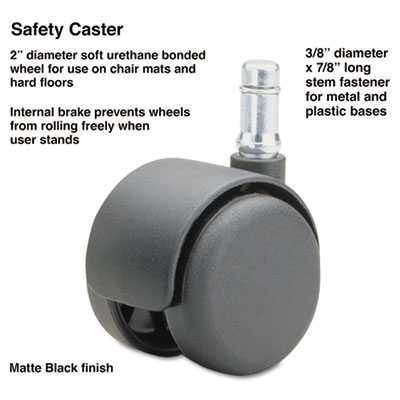 Safety Caster
2” diameter soft urethane bonded
wheel for use on chair mats and
hard floors
Internal brake prevents wheels
from rolling freely when
user stands
3/8” diameter
x 7/8” long
stem fastener
for metal and
plastic bases
Matte Black finish